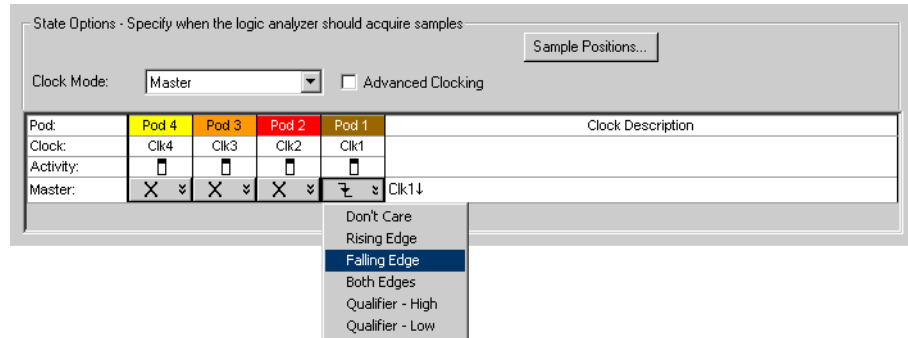 State Options - Specify when the logic analyzer should acquire samples
Sample Positions...
Clock Mode: Master Advanced Clocking
Pod: Pod 4 Pod 3 Pod 2 Pod 1 Clock Description
Clock: Clk4 Clk3 Clk2 Clk1
Activity:
Master: X X X Clk1↓
Don't Care
Rising Edge
Falling Edge
Both Edges
Qualifier - High
Qualifier - Low